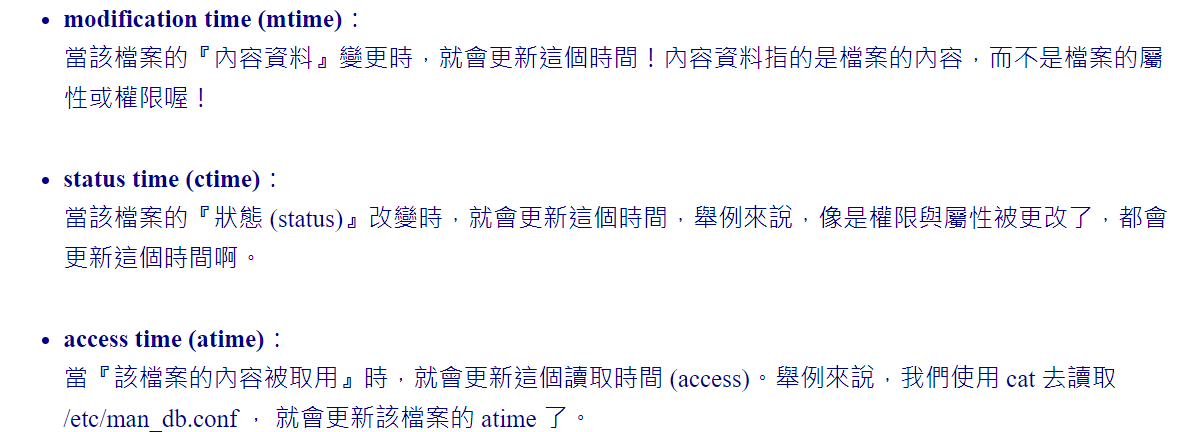 • modification time (mtime)：
當該檔案的『內容資料』變更時，就會更新這個時間！內容資料指的是檔案的內容，而不是檔案的屬
性或權限喔！
• status time (ctime)：
當該檔案的『狀態 (status)』改變時，就會更新這個時間，舉例來說，像是權限與屬性被更改了，都會
更新這個時間啊。
• access time (atime)：
當『該檔案的內容被取用』時，就會更新這個讀取時間 (access)。舉例來說，我們使用 cat 去讀取
/etc/man_db.conf ， 就會更新該檔案的 atime 了。